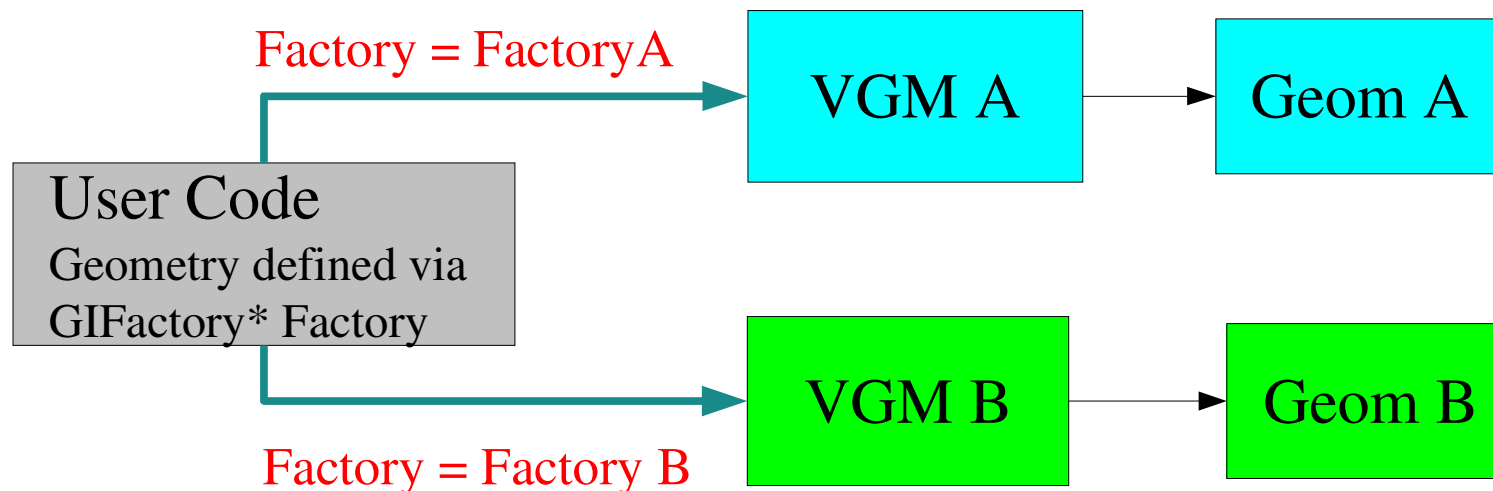 Factory = FactoryA
VGM A
Geom A
User Code
Geometry defined via
GIFactory* Factory
VGM B
Geom B
Factory = Factory B